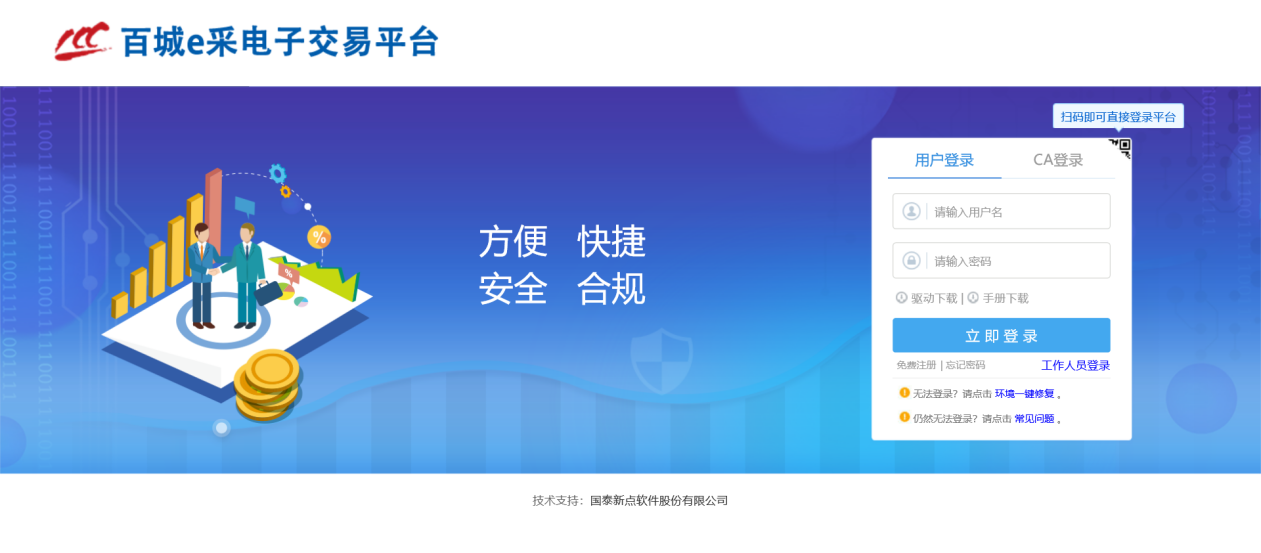 百城e采电子交易平台
扫码即可直接登录平台
用户登录 CA登录
请输入用户名
请输入密码
驱动下载 | 手册下载
立即登录
免费注册 | 忘记密码 工作人员登录
无法登录？请点击 环境一键修复 。
仍然无法登录？请点击 常见问题 。
方便 快捷
安全 合规
%
%
技术支持：国泰新点软件股份有限公司